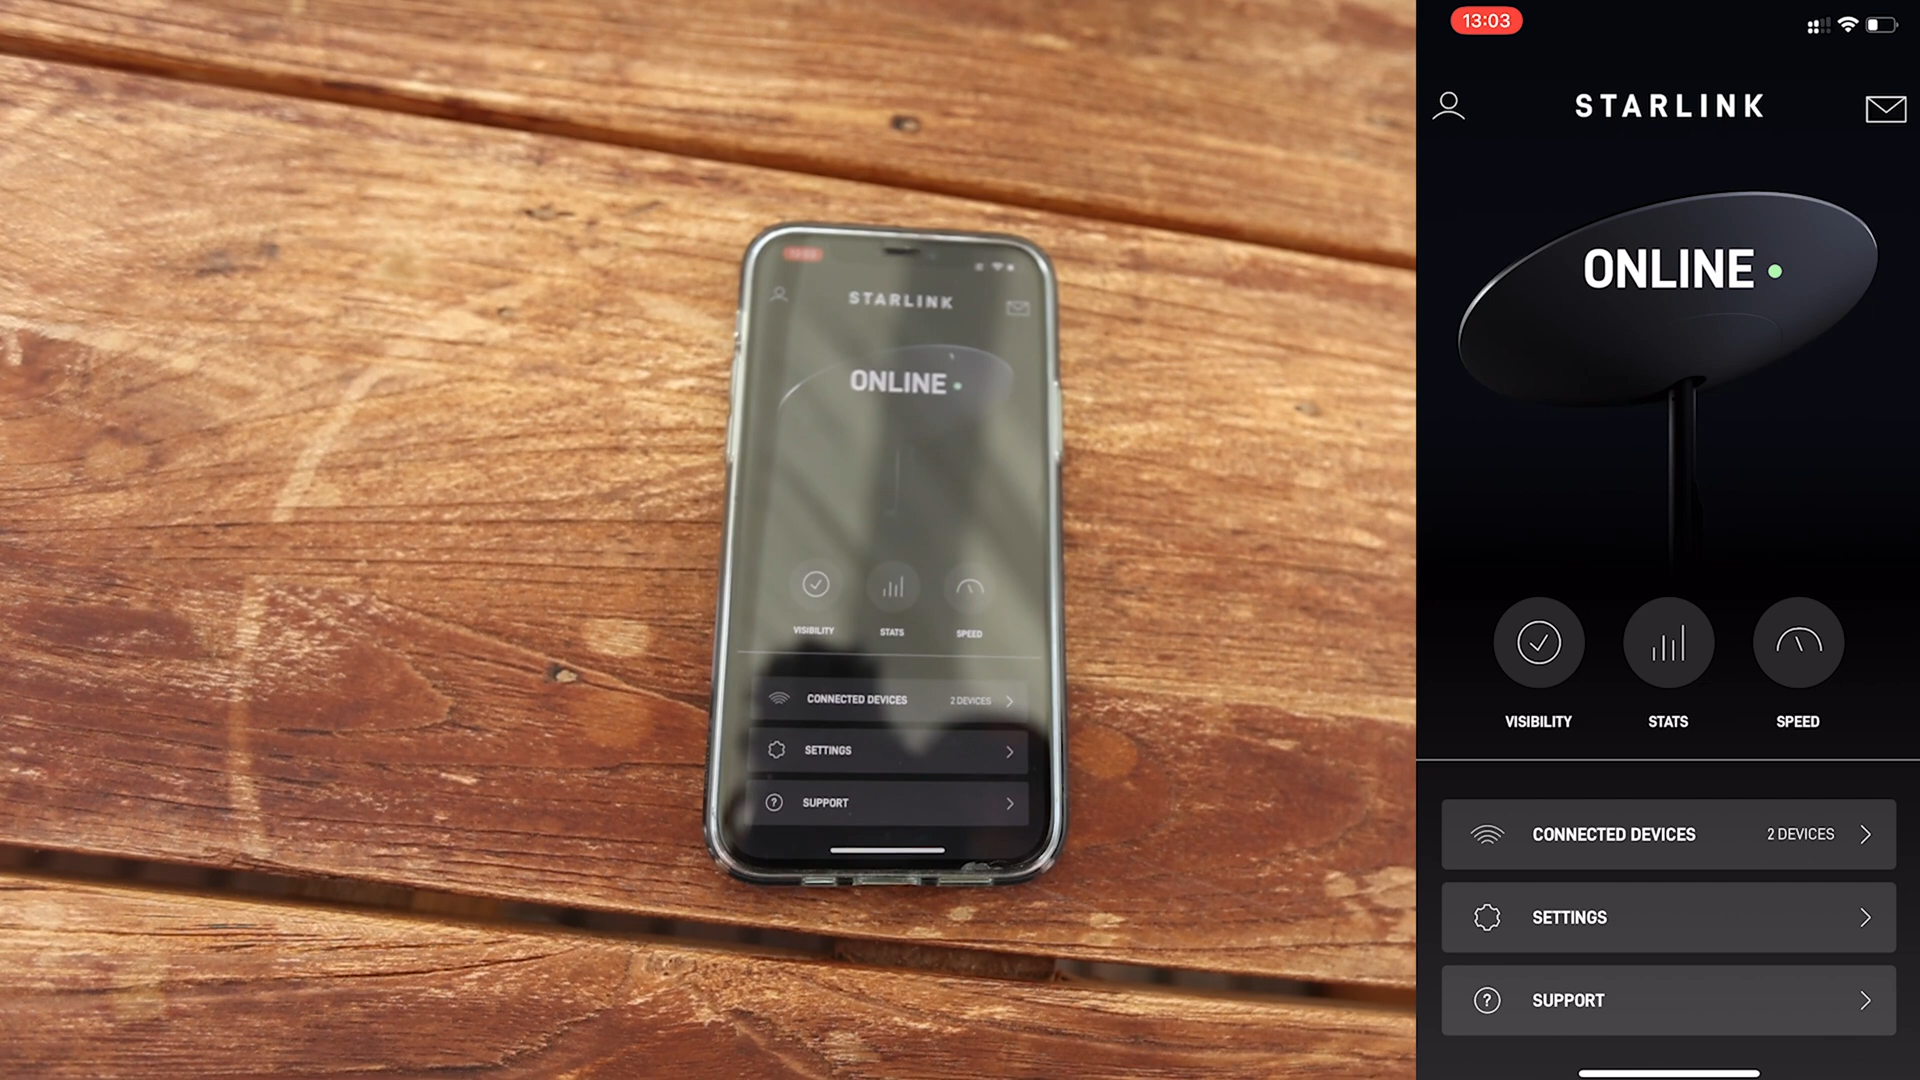 STARLINK
ONLINE
VISIBILITY STATS SPEED
CONNECTED DEVICES 2 DEVICES
SETTINGS
SUPPORT
13:03
STARLINK
ONLINE
VISIBILITY STATS SPEED
CONNECTED DEVICES 2 DEVICES
SETTINGS
SUPPORT